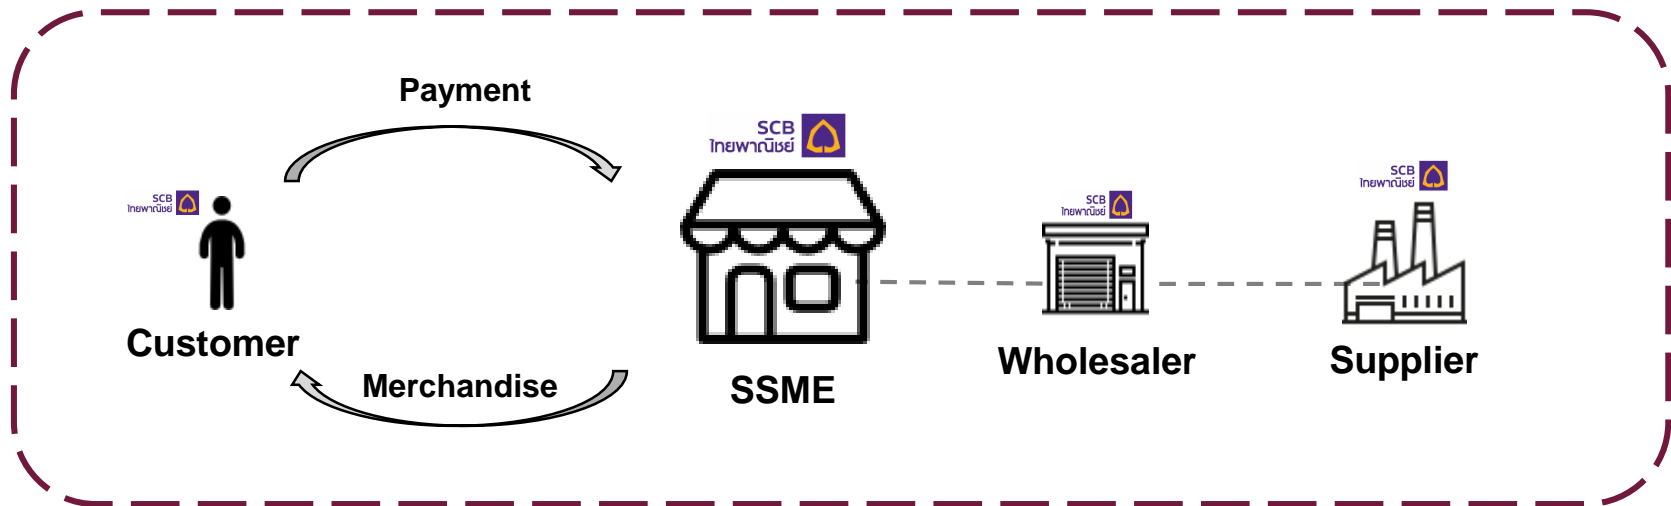 Payment
SCB
ไทยพาณิชย์
SCB
ไทยพาณิชย์
SCB
ไทยพาณิชย์
SCB
ไทยพาณิชย์
Customer
Merchandise
SSME
Wholesaler
Supplier